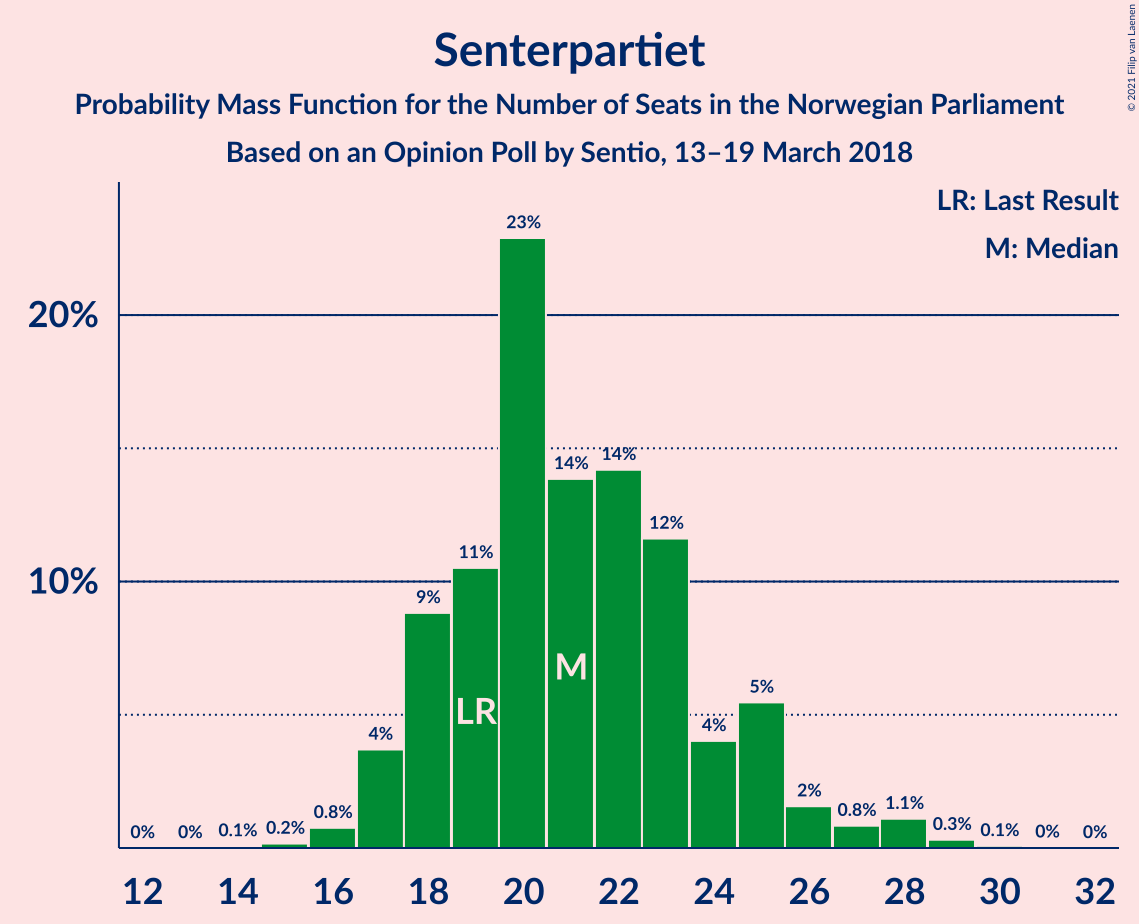 © 2021 Filip van Laenen
Senterpartiet
Probability Mass Function for the Number of Seats in the Norwegian Parliament
Based on an Opinion Poll by Sentio, 13–19 March 2018
LR: Last Result
M: Median
20%
10%
0%
0%
0.1%
0.2%
0.8%
4%
9%
11%
23%
14%
14%
12%
4%
5%
2%
0.8%
1.1%
0.3%
0.1%
0%
0%
LR
M
12 14 16 18 20 22 24 26 28 30 32